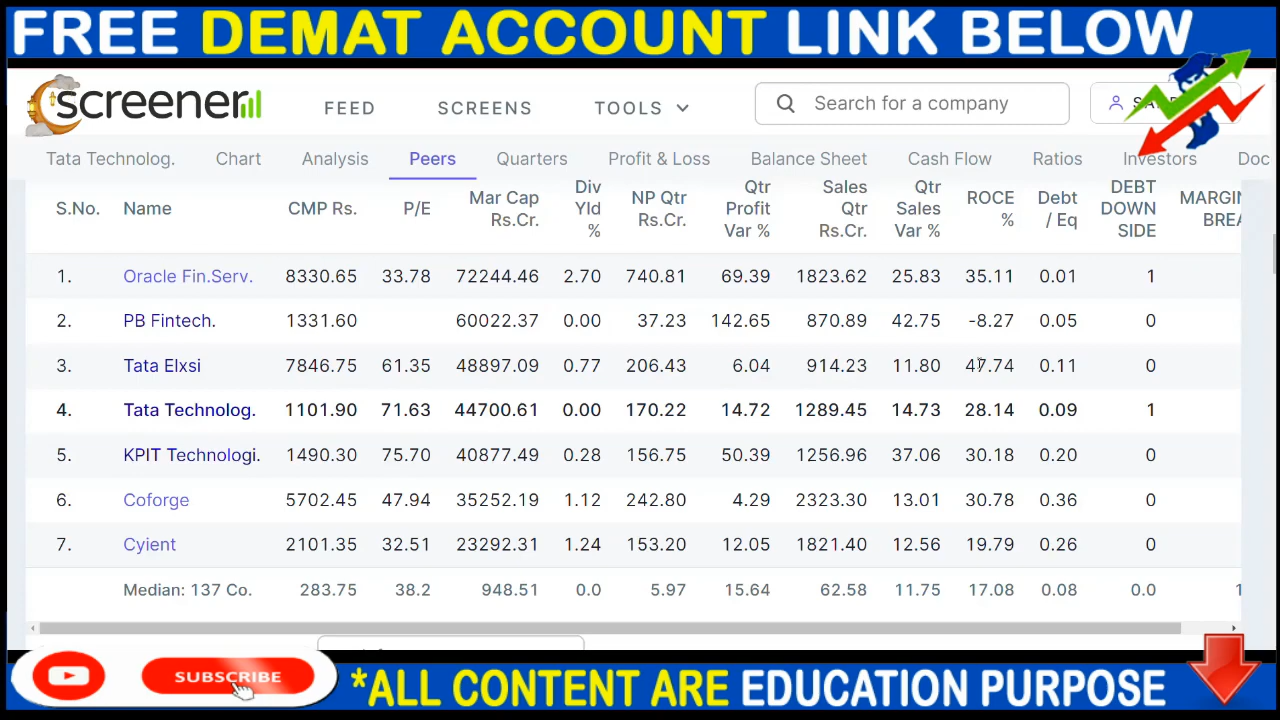 FREE DEMAT ACCOUNT LINK BELOW
screener
FEED SCREENS TOOLS Search for a company
Tata Technolog. Chart Analysis Peers Quarters Profit & Loss Balance Sheet Cash Flow Ratios Investors Doc
S.No. Name CMP Rs. P/E Mar Cap Rs.Cr. Div Yld % NP Qtr Rs.Cr. Qtr Profit Var % Sales Qtr Rs.Cr. Qtr Sales Var % ROCE % Debt / Eq DEBT DOWN SIDE MARGIN BREA
1. Oracle Fin.Serv. 8330.65 33.78 72244.46 2.70 740.81 69.39 1823.62 25.83 35.11 0.01 1
2. PB Fintech. 1331.60 60022.37 0.00 37.23 142.65 870.89 42.75 -8.27 0.05 0
3. Tata Elxsi 7846.75 61.35 48897.09 0.77 206.43 6.04 914.23 11.80 47.74 0.11 0
4. Tata Technolog. 1101.90 71.63 44700.61 0.00 170.22 14.72 1289.45 14.73 28.14 0.09 1
5. KPIT Technologi. 1490.30 75.70 40877.49 0.28 156.75 50.39 1256.96 37.06 30.18 0.20 0
6. Coforge 5702.45 47.94 35252.19 1.12 242.80 4.29 2323.30 13.01 30.78 0.36 0
7. Cyient 2101.35 32.51 23292.31 1.24 153.20 12.05 1821.40 12.56 19.79 0.26 0
Median: 137 Co. 283.75 38.2 948.51 0.0 5.97 15.64 62.58 11.75 17.08 0.08 0.0 1
SUBSCRIBE
*ALL CONTENT ARE EDUCATION PURPOSE